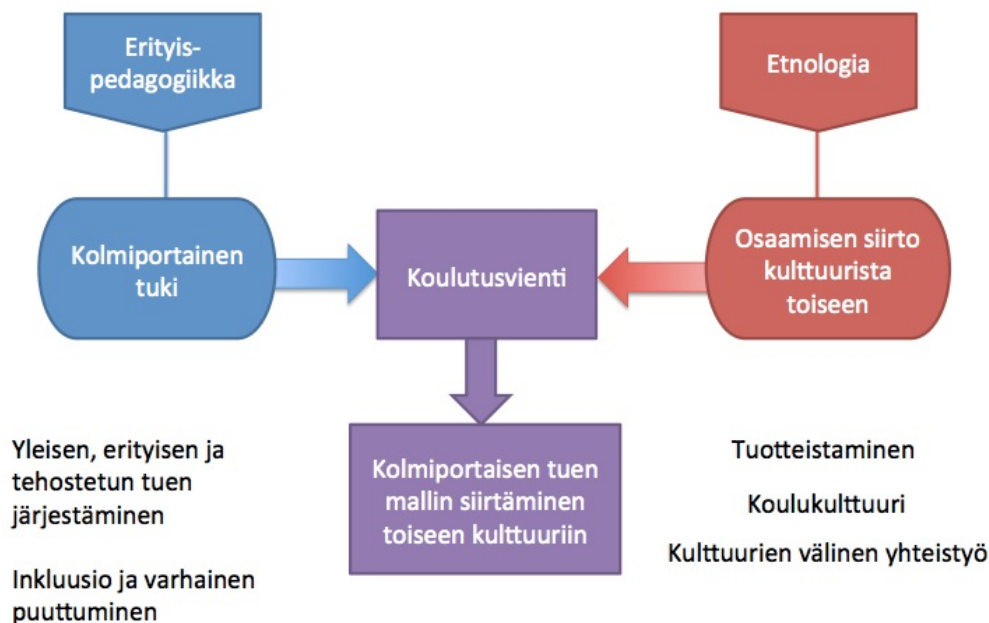 Erityis-
pedagogiikka
Etnologia
Kolmiportainen
tuki
Koulutusvienti
Osaamisen siirto
kulttuurista
toiseen
Kolmiportaisen tuen
mallin siirtäminen
toiseen kulttuuriin
Yleisen, erityisen ja
tehostetun tuen
järjestäminen
Inkluusio ja varhainen
puuttuminen
Tuotteistaminen
Koulukulttuuri
Kulttuurien välinen yhteistyö